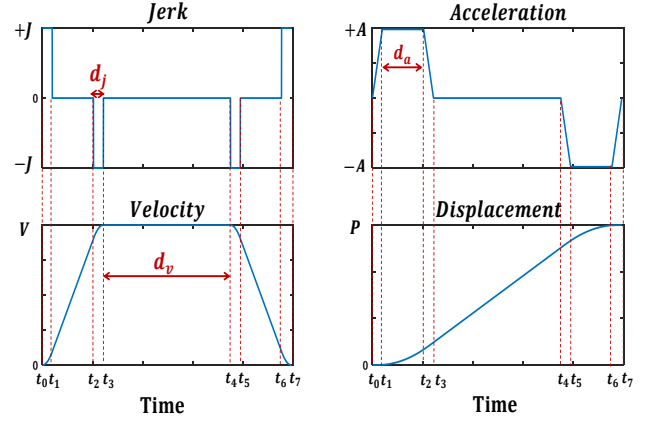 Jerk
+J
0
−J
d_j
Acceleration
+A
−A
d_a
Velocity
V
0
d_v
t_0 t_1 t_2 t_3 t_4 t_5 t_6 t_7
Time
Displacement
P
0
t_0 t_1 t_2 t_3 t_4 t_5 t_6 t_7
Time